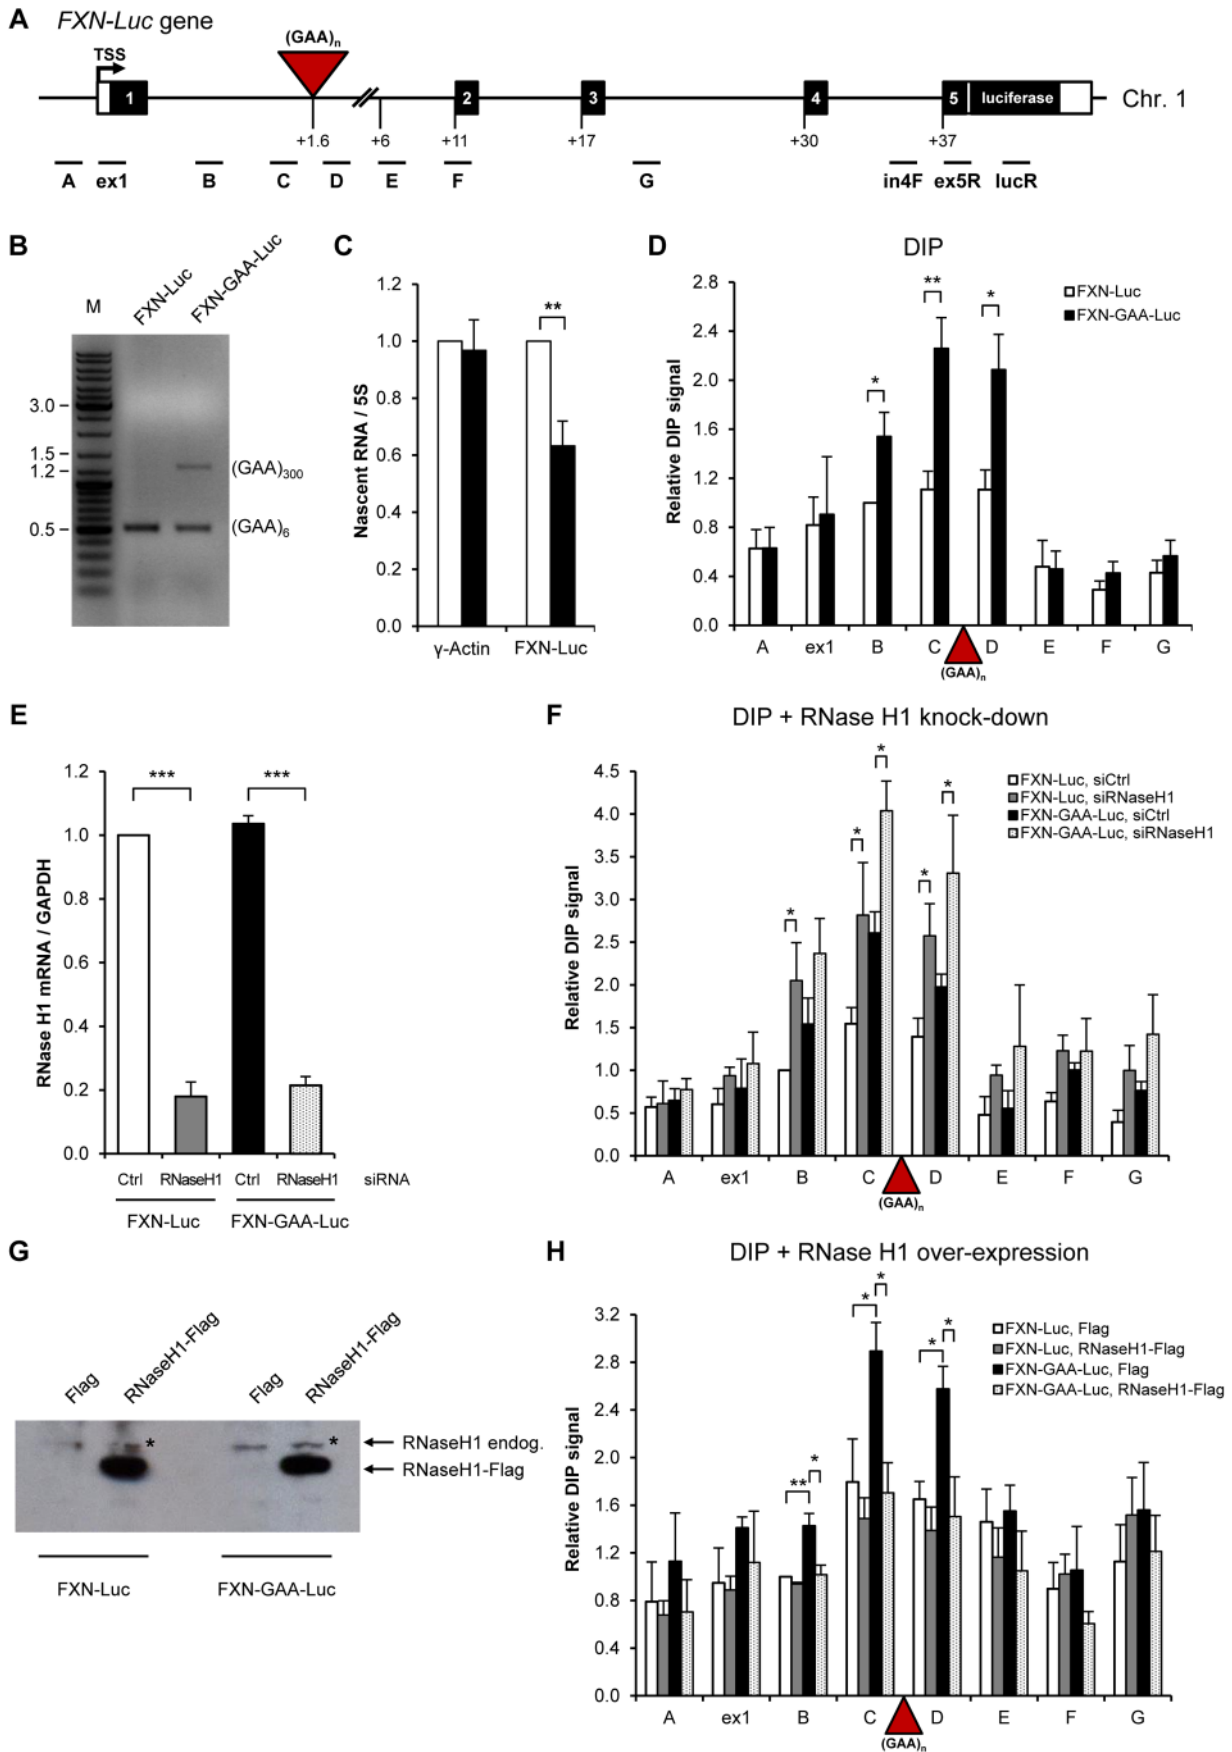 A FXN-Luc gene
(GAA)n
TSS
1 2 3 4 5 luciferase Chr. 1
+1.6 +6 +11 +17 +30 +37
A ex1 B C D E F G in4F ex5R lucR
B
M FXN-Luc FXN-GAA-Luc
3.0
1.5
1.2
0.5
(GAA)300
(GAA)6
C
Nascent RNA / 5S
1.2
1.0
0.8
0.6
0.4
0.2
0.0
**
γ-Actin FXN-Luc
D DIP
Relative DIP signal
2.8
2.4
2.0
1.6
1.2
0.8
0.4
0.0
* ** *
FXN-Luc
FXN-GAA-Luc
A ex1 B C D E F G
(GAA)n
E
RNase H1 mRNA / GAPDH
1.2
1.0
0.8
0.6
0.4
0.2
0.0
*** ***
Ctrl RNaseH1 Ctrl RNaseH1 siRNA
FXN-Luc FXN-GAA-Luc
F DIP + RNase H1 knock-down
Relative DIP signal
4.5
4.0
3.5
3.0
2.5
2.0
1.5
1.0
0.5
0.0
* * * * *
FXN-Luc, siCtrl
FXN-Luc, siRNaseH1
FXN-GAA-Luc, siCtrl
FXN-GAA-Luc, siRNaseH1
A ex1 B C D E F G
(GAA)n
G
Flag RNaseH1-Flag Flag RNaseH1-Flag
* *
RNaseH1 endog.
RNaseH1-Flag
FXN-Luc FXN-GAA-Luc
H DIP + RNase H1 over-expression
Relative DIP signal
3.2
2.8
2.4
2.0
1.6
1.2
0.8
0.4
0.0
** * * * * *
FXN-Luc, Flag
FXN-Luc, RNaseH1-Flag
FXN-GAA-Luc, Flag
FXN-GAA-Luc, RNaseH1-Flag
A ex1 B C D E F G
(GAA)n